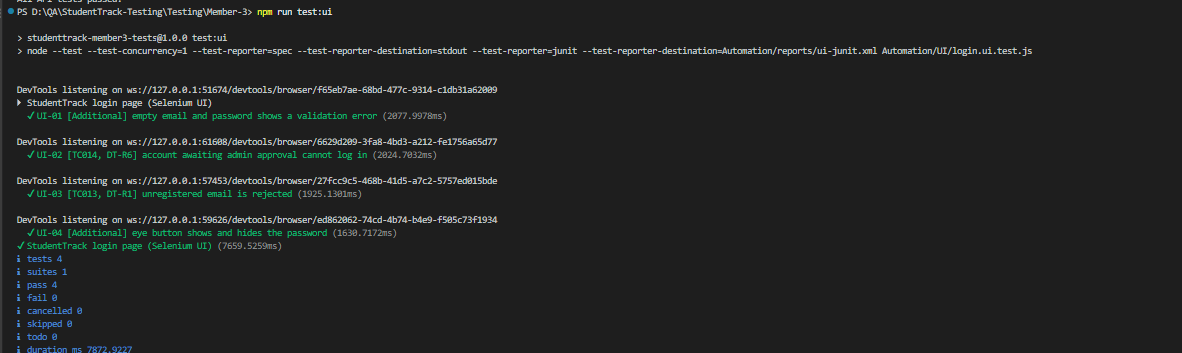 All API tests passed.
PS D:\QA\StudentTrack-Testing\Testing\Member-3> npm run test:ui
> studenttrack-member3-tests@1.0.0 test:ui
> node --test --test-concurrency=1 --test-reporter=spec --test-reporter-destination=stdout --test-reporter=junit --test-reporter-destination=Automation/reports/ui-junit.xml Automation/UI/login.ui.test.js
DevTools listening on ws://127.0.0.1:51674/devtools/browser/f65eb7ae-68bd-477c-9314-c1db31a62009
▶ StudentTrack login page (Selenium UI)
✓ UI-01 [Additional] empty email and password shows a validation error (2077.9978ms)
DevTools listening on ws://127.0.0.1:61608/devtools/browser/6629d209-3fa8-4bd3-a212-fe1756a65d77
✓ UI-02 [TC014, DT-R6] account awaiting admin approval cannot log in (2024.7032ms)
DevTools listening on ws://127.0.0.1:57453/devtools/browser/27fcc9c5-468b-41d5-a7c2-5757ed015bde
✓ UI-03 [TC013, DT-R1] unregistered email is rejected (1925.1301ms)
DevTools listening on ws://127.0.0.1:59626/devtools/browser/ed862062-74cd-4b74-b4e9-f505c73f1934
✓ UI-04 [Additional] eye button shows and hides the password (1630.7172ms)
✓ StudentTrack login page (Selenium UI) (7659.5259ms)
ℹ tests 4
ℹ suites 1
ℹ pass 4
ℹ fail 0
ℹ cancelled 0
ℹ skipped 0
ℹ todo 0
ℹ duration_ms 7872.9227